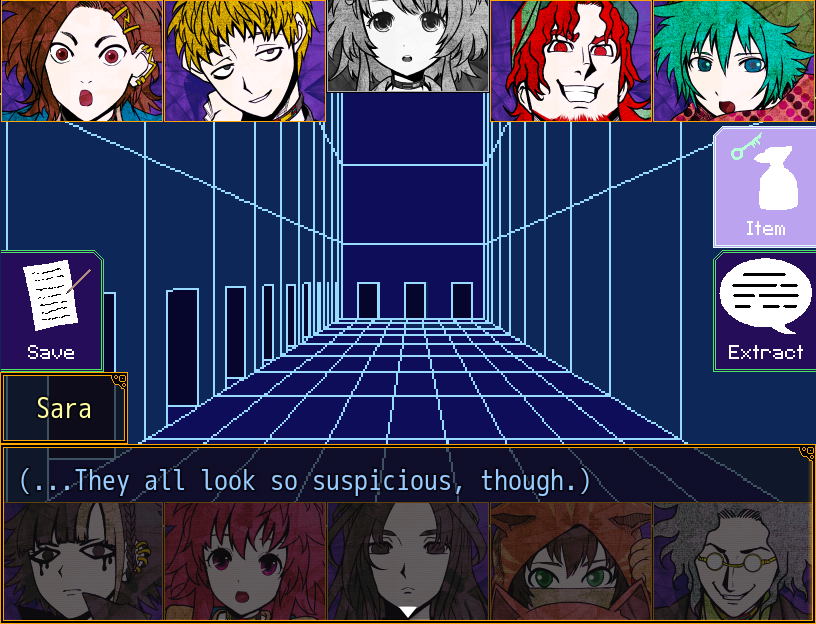 Item
Save
Extract
Sara
(...They all look so suspicious, though.)